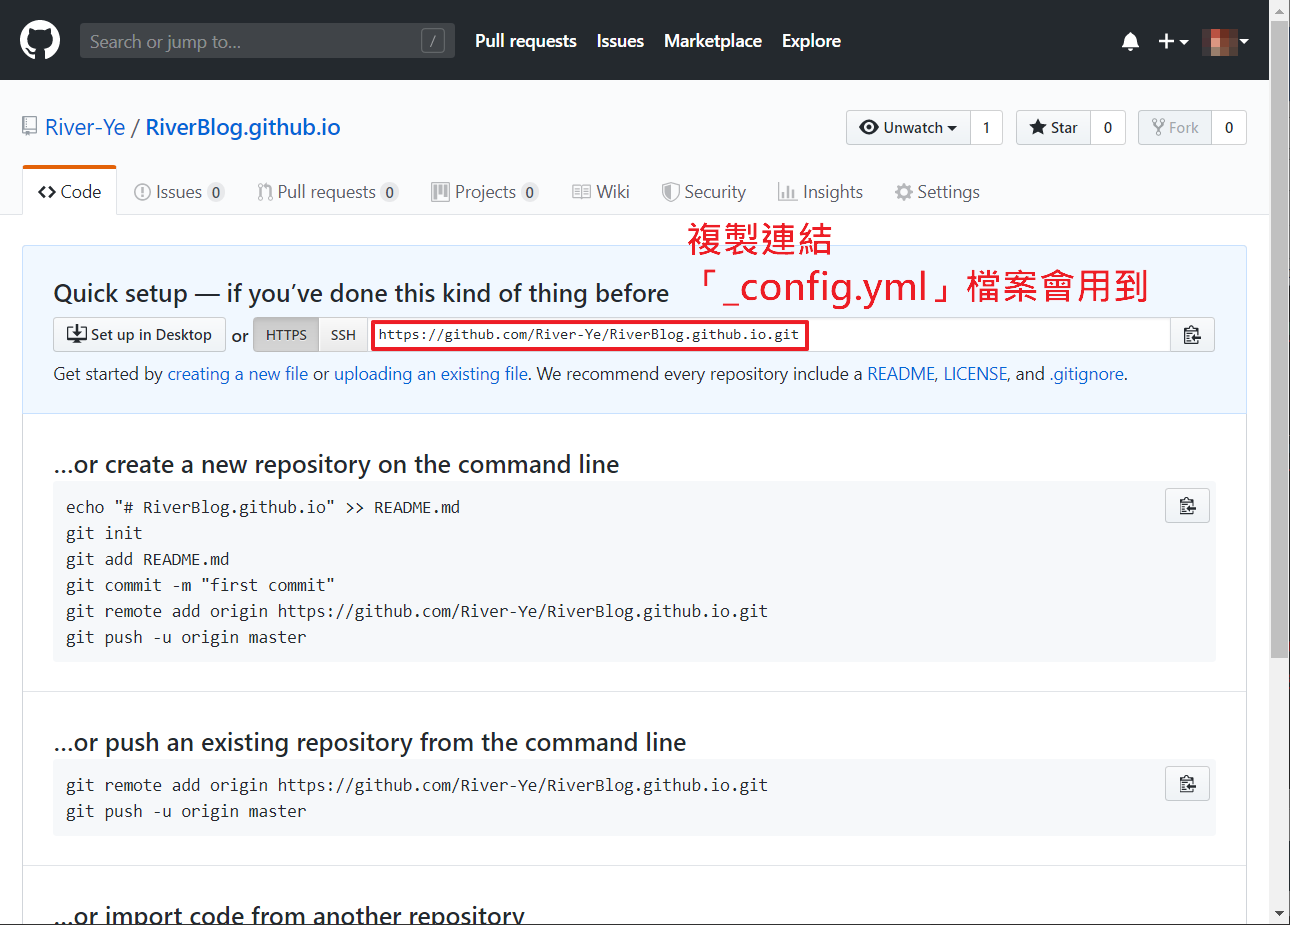 Search or jump to... /
Pull requests Issues Marketplace Explore
River-Ye / RiverBlog.github.io
Unwatch 1 Star 0 Fork 0
Code Issues 0 Pull requests 0 Projects 0 Wiki Security Insights Settings
複製連結
「_config.yml」檔案會用到
Quick setup — if you’ve done this kind of thing before
Set up in Desktop or HTTPS SSH https://github.com/River-Ye/RiverBlog.github.io.git
Get started by creating a new file or uploading an existing file. We recommend every repository include a README, LICENSE, and .gitignore.
…or create a new repository on the command line
echo "# RiverBlog.github.io" >> README.md
git init
git add README.md
git commit -m "first commit"
git remote add origin https://github.com/River-Ye/RiverBlog.github.io.git
git push -u origin master
…or push an existing repository from the command line
git remote add origin https://github.com/River-Ye/RiverBlog.github.io.git
git push -u origin master
…or import code from another repository